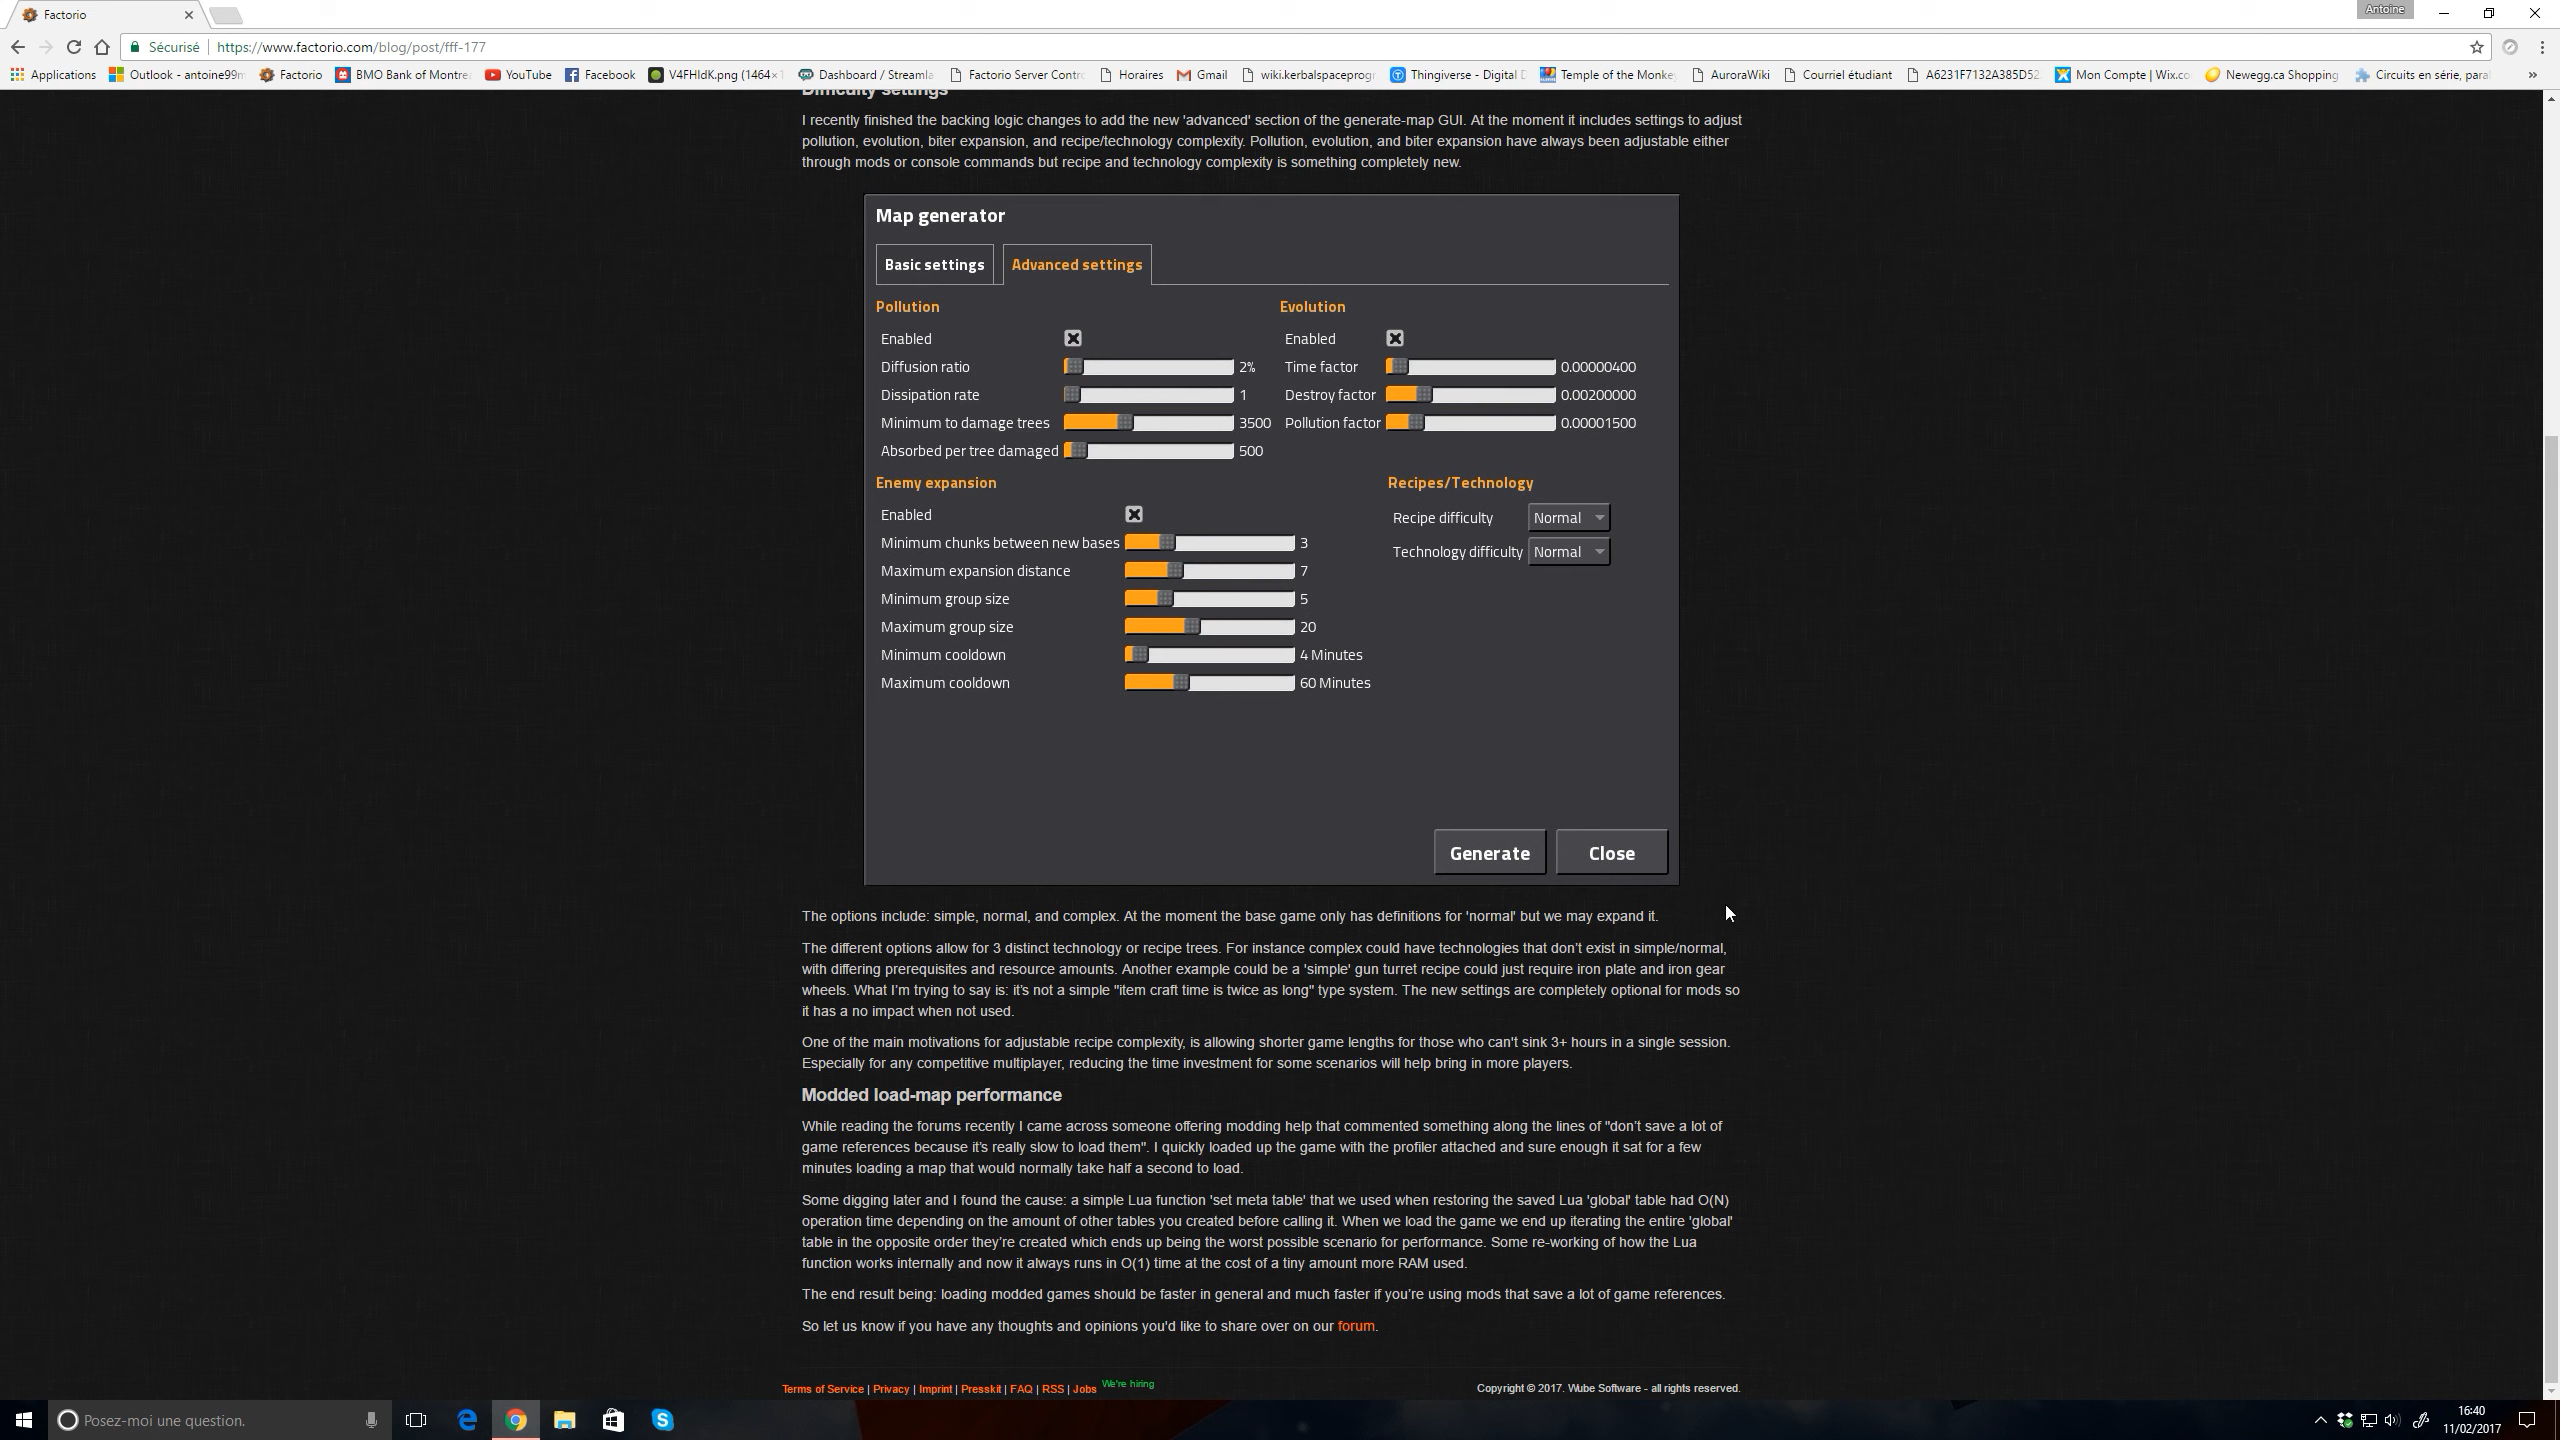 Factorio
Antoine
Sécurisé | https://www.factorio.com/blog/post/fff-177
Applications Outlook - antoine99m Factorio BMO Bank of Montre YouTube Facebook V4FHIdK.png (1464× Dashboard / Streamla Factorio Server Contro Horaires Gmail wiki.kerbalspaceprogr Thingiverse - Digital D Temple of the Monke AuroraWiki Courriel étudiant A6231F7132A385D52 Mon Compte | Wix.co Newegg.ca Shopping Circuits en série, paral »
Difficulty settings
I recently finished the backing logic changes to add the new 'advanced' section of the generate-map GUI. At the moment it includes settings to adjust
pollution, evolution, biter expansion, and recipe/technology complexity. Pollution, evolution, and biter expansion have always been adjustable either
through mods or console commands but recipe and technology complexity is something completely new.
Map generator
Basic settings Advanced settings
Pollution Evolution
Enabled Enabled
Diffusion ratio 2% Time factor 0.00000400
Dissipation rate 1 Destroy factor 0.00200000
Minimum to damage trees 3500 Pollution factor 0.00001500
Absorbed per tree damaged 500
Enemy expansion Recipes/Technology
Enabled
Recipe difficulty Normal
Minimum chunks between new bases 3
Technology difficulty Normal
Maximum expansion distance 7
Minimum group size 5
Maximum group size 20
Minimum cooldown 4 Minutes
Maximum cooldown 60 Minutes
Generate Close
The options include: simple, normal, and complex. At the moment the base game only has definitions for 'normal' but we may expand it.
The different options allow for 3 distinct technology or recipe trees. For instance complex could have technologies that don't exist in simple/normal,
with differing prerequisites and resource amounts. Another example could be a 'simple' gun turret recipe could just require iron plate and iron gear
wheels. What I'm trying to say is: it's not a simple "item craft time is twice as long" type system. The new settings are completely optional for mods so
it has a no impact when not used.
One of the main motivations for adjustable recipe complexity, is allowing shorter game lengths for those who can't sink 3+ hours in a single session.
Especially for any competitive multiplayer, reducing the time investment for some scenarios will help bring in more players.
Modded load-map performance
While reading the forums recently I came across someone offering modding help that commented something along the lines of "don't save a lot of
game references because it's really slow to load them". I quickly loaded up the game with the profiler attached and sure enough it sat for a few
minutes loading a map that would normally take half a second to load.
Some digging later and I found the cause: a simple Lua function 'set meta table' that we used when restoring the saved Lua 'global' table had O(N)
operation time depending on the amount of other tables you created before calling it. When we load the game we end up iterating the entire 'global'
table in the opposite order they're created which ends up being the worst possible scenario for performance. Some re-working of how the Lua
function works internally and now it always runs in O(1) time at the cost of a tiny amount more RAM used.
The end result being: loading modded games should be faster in general and much faster if you're using mods that save a lot of game references.
So let us know if you have any thoughts and opinions you'd like to share over on our forum.
Terms of Service | Privacy | Imprint | Presskit | FAQ | RSS | Jobs We're hiring Copyright © 2017. Wube Software - all rights reserved.
Posez-moi une question.
16:40
11/02/2017